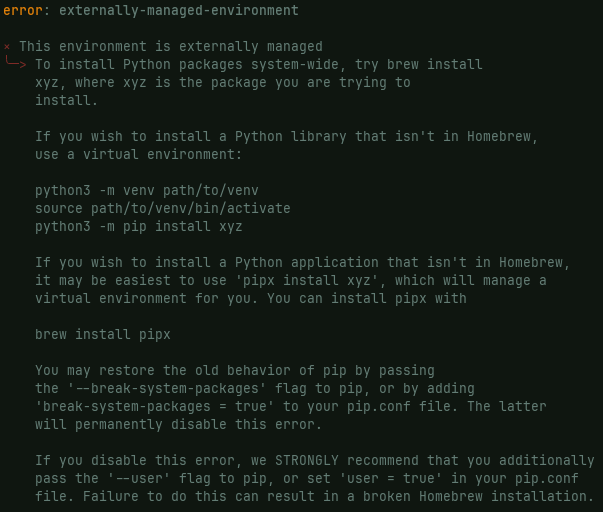 error: externally-managed-environment
× This environment is externally managed
╰─> To install Python packages system-wide, try brew install
xyz, where xyz is the package you are trying to
install.
If you wish to install a Python library that isn't in Homebrew,
use a virtual environment:
python3 -m venv path/to/venv
source path/to/venv/bin/activate
python3 -m pip install xyz
If you wish to install a Python application that isn't in Homebrew,
it may be easiest to use 'pipx install xyz', which will manage a
virtual environment for you. You can install pipx with
brew install pipx
You may restore the old behavior of pip by passing
the '--break-system-packages' flag to pip, or by adding
'break-system-packages = true' to your pip.conf file. The latter
will permanently disable this error.
If you disable this error, we STRONGLY recommend that you additionally
pass the '--user' flag to pip, or set 'user = true' in your pip.conf
file. Failure to do this can result in a broken Homebrew installation.